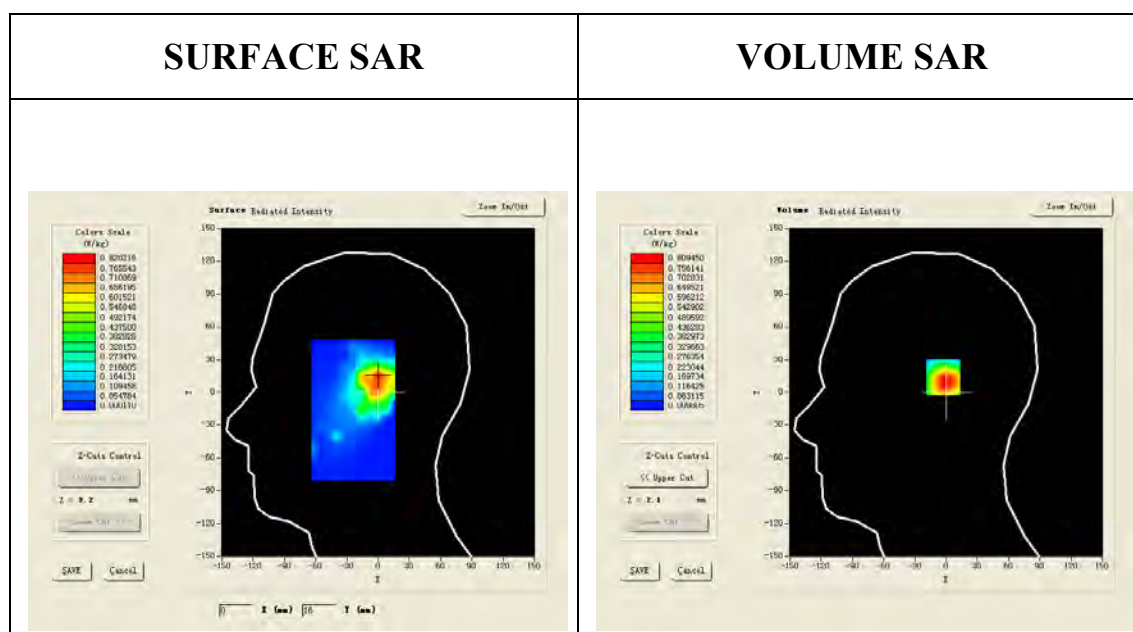 SURFACE SAR
Surface Radiated Intensity
Zoom In/Out
Colors Scale
(W/kg)
0.820218
0.765543
0.710869
0.656195
0.601521
0.546848
0.492174
0.437500
0.382826
0.328153
0.273479
0.218805
0.164131
0.109458
0.054784
0.000110
150
120
90
60
30
0
-30
-60
-90
-120
-150
-150 -120 -90 -60 -30 0 30 60 90 120 150
X
Z-Cuts Control
mm
SAVE Cancel
0 X (mm) 16 Y (mm)
VOLUME SAR
Volume Radiated Intensity
Zoom In/Out
Colors Scale
(W/kg)
0.809450
0.756141
0.702831
0.649521
0.596212
0.542902
0.489592
0.436283
0.382973
0.329663
0.276354
0.223044
0.169734
0.116425
0.063115
150
120
90
60
30
0
-30
-60
-90
-120
-150
-150 -120 -90 -60 -30 0 30 60 90 120 150
X
Z-Cuts Control
<< Upper Cut
mm
SAVE Cancel